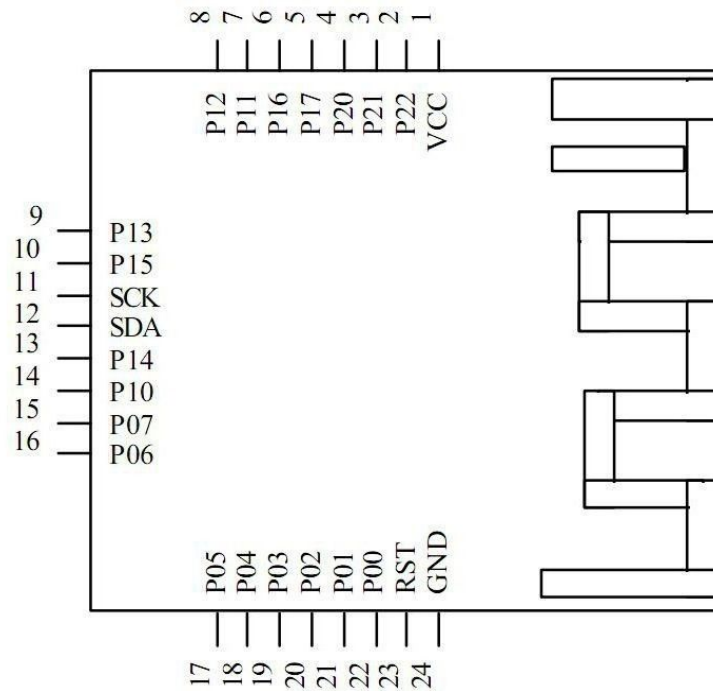 8 7 6 5 4 3 2 1
P12 P11 P16 P17 P20 P21 P22 VCC
9 P13
10 P15
11 SCK
12 SDA
13 P14
14 P10
15 P07
16 P06
P05 P04 P03 P02 P01 P00 RST GND
17 18 19 20 21 22 23 24